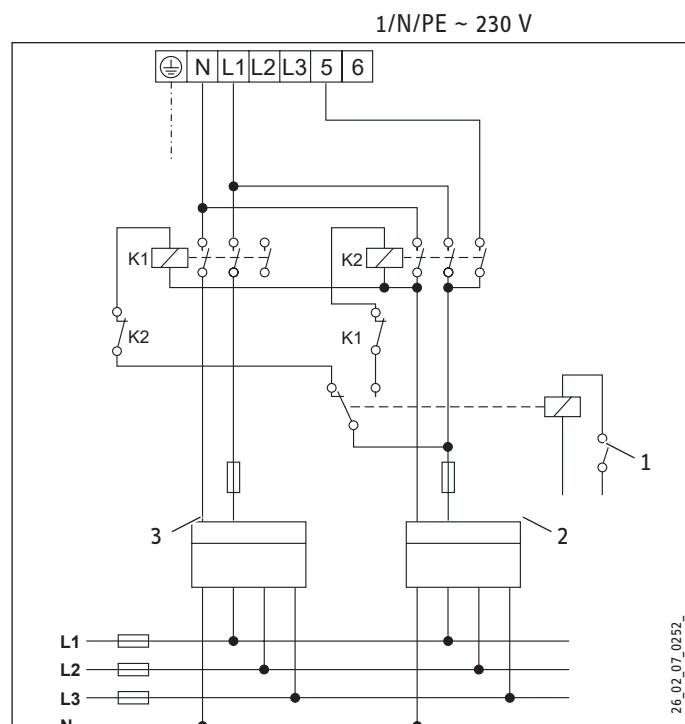 1/N/PE ~ 230 V
N L1 L2 L3 5 6
K1
K2
K2
K1
1
3
2
L1
L2
L3
N
26_02_07_0252_